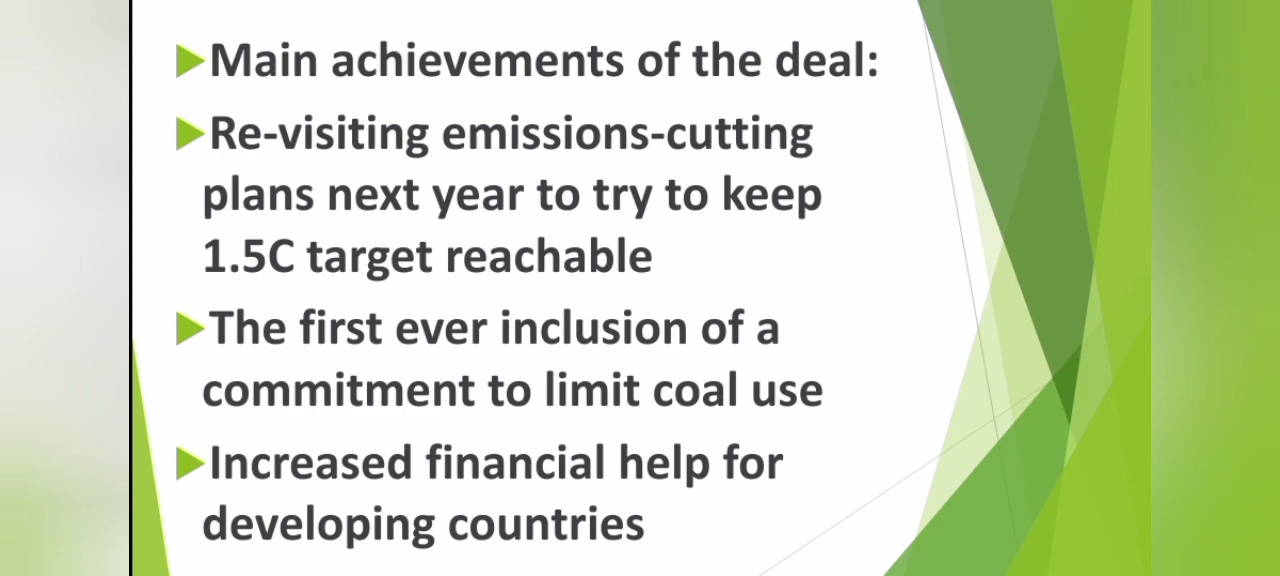 Main achievements of the deal:
Re-visiting emissions-cutting
plans next year to try to keep
1.5C target reachable
The first ever inclusion of a
commitment to limit coal use
Increased financial help for
developing countries